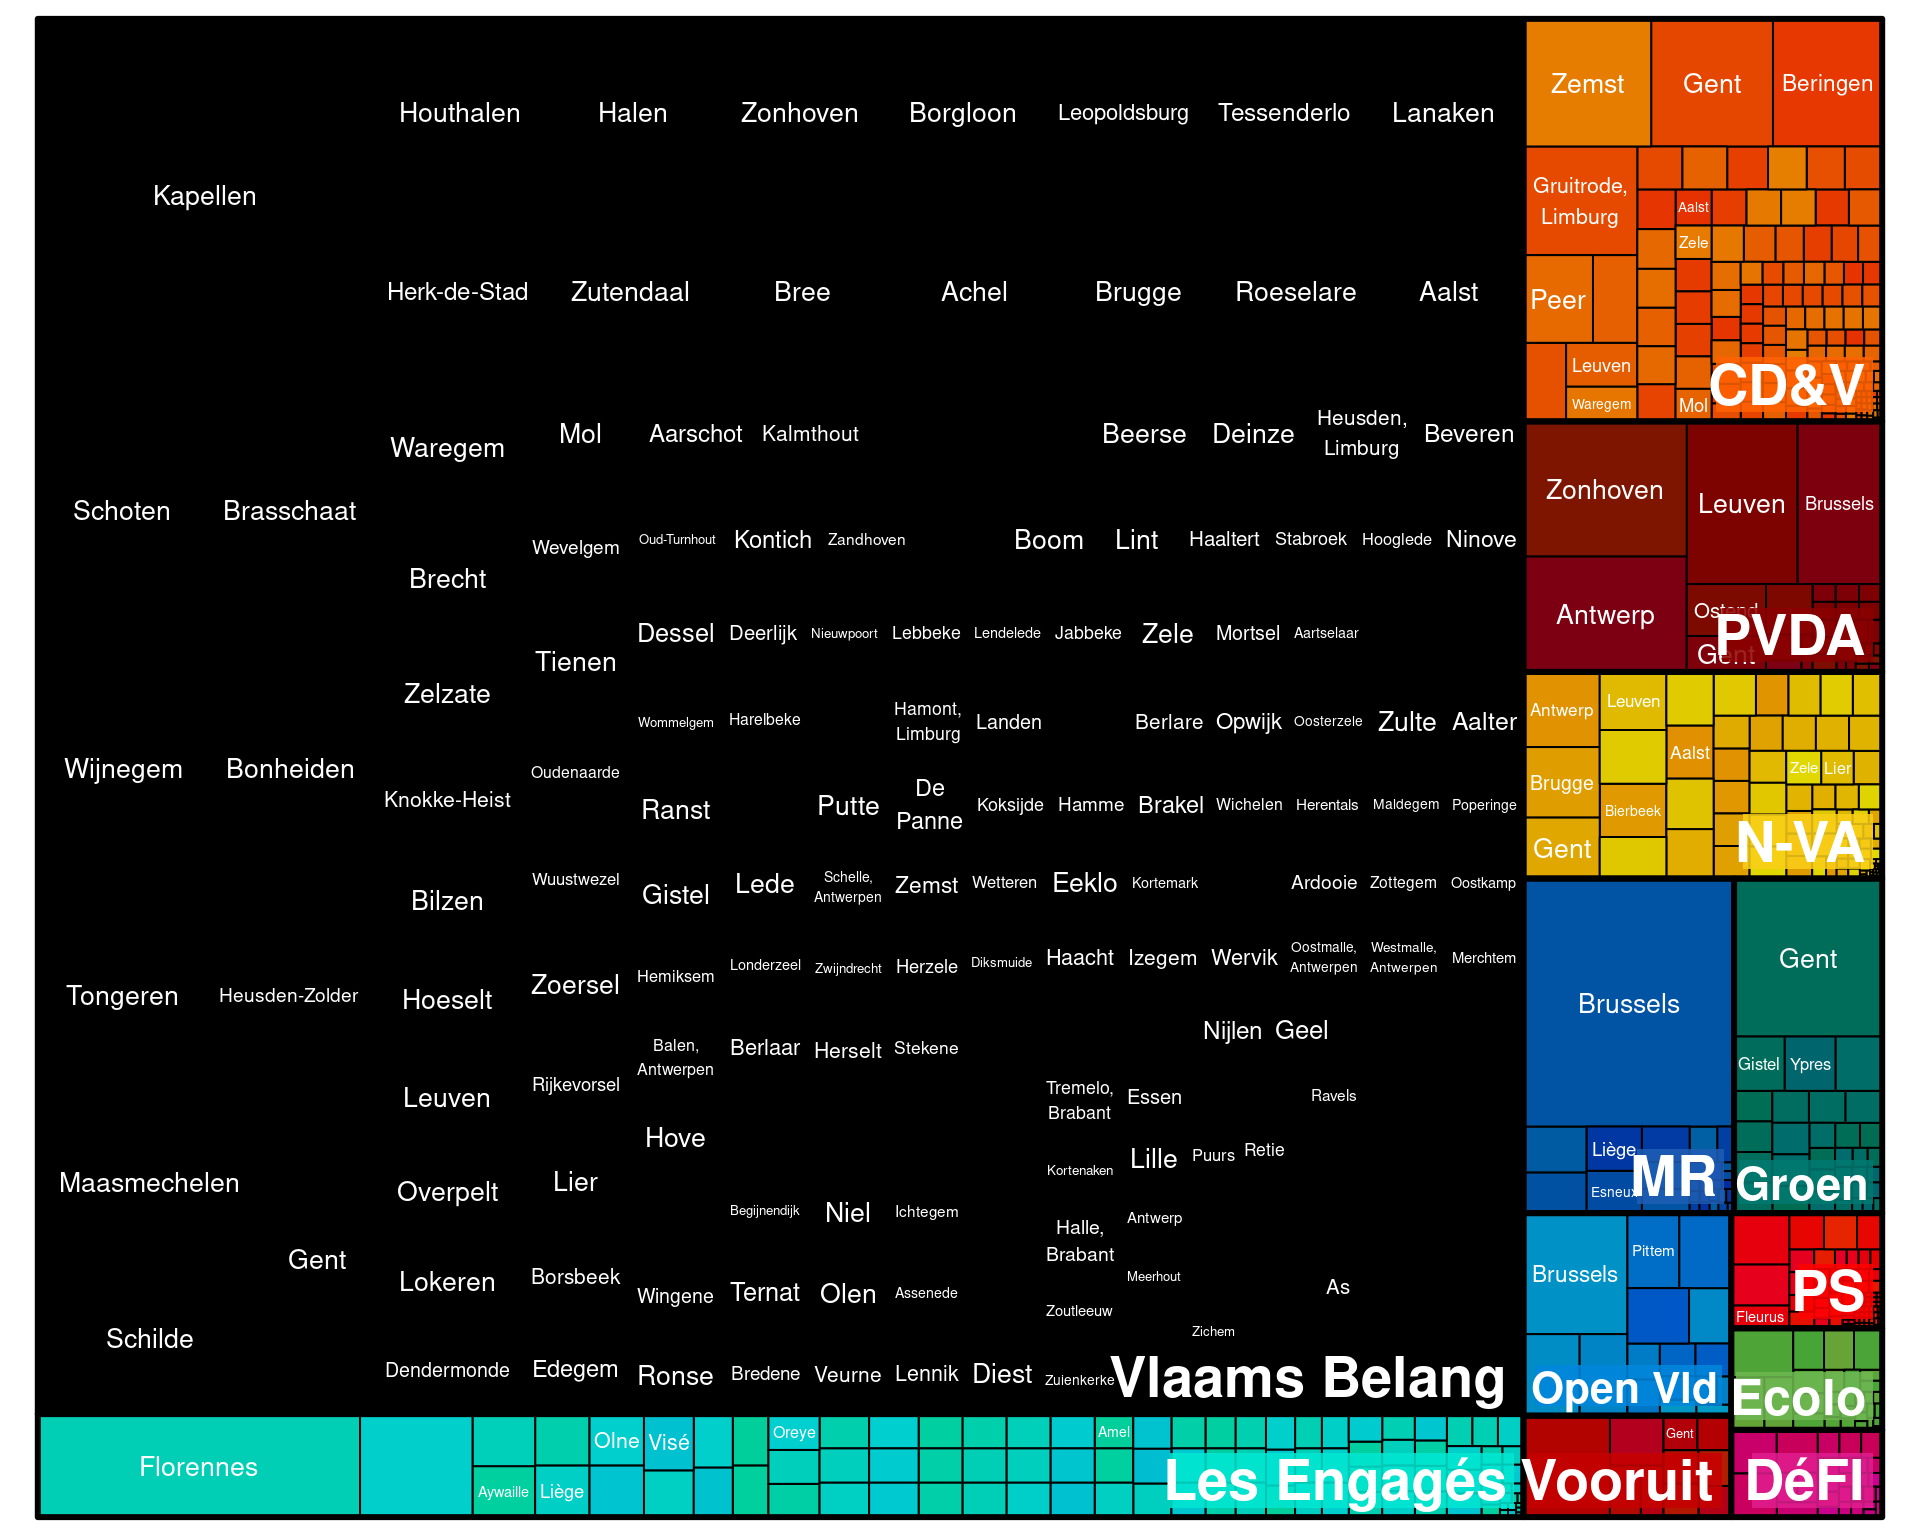 Houthalen Halen Zonhoven Borgloon Leopoldsburg Tessenderlo Lanaken
Kapellen
Herk-de-Stad Zutendaal Bree Achel Brugge Roeselare Aalst
Waregem Mol Aarschot Kalmthout Beerse Deinze Heusden,
Limburg Beveren
Schoten Brasschaat
Wevelgem Oud-Turnhout Kontich Zandhoven Boom Lint Haaltert Stabroek Hooglede Ninove
Brecht
Tienen Dessel Deerlijk Nieuwpoort Lebbeke Lendelede Jabbeke Zele Mortsel Aartselaar
Zelzate
Wommelgem Harelbeke Hamont,
Limburg Landen Berlare Opwijk Oosterzele Zulte Aalter
Wijnegem Bonheiden
Knokke-Heist Oudenaarde Ranst Putte De
Panne Koksijde Hamme Brakel Wichelen Herentals Maldegem Poperinge
Bilzen Wuustwezel Gistel Lede Schelle,
Antwerpen Zemst Wetteren Eeklo Kortemark Ardooie Zottegem Oostkamp
Tongeren Heusden-Zolder Hoeselt Zoersel Hemiksem Londerzeel Zwijndrecht Herzele Diksmuide Haacht Izegem Wervik Oostmalle,
Antwerpen Westmalle,
Antwerpen Merchtem
Nijlen Geel
Leuven Rijkevorsel Balen,
Antwerpen Berlaar Herselt Stekene
Tremelo,
Brabant Essen Ravels
Hove
Kortenaken Lille Puurs Retie
Maasmechelen Overpelt Lier
Begijnendijk Niel Ichtegem
Halle,
Brabant Antwerp
Gent
Lokeren Borsbeek Wingene Ternat Olen Assenede
Meerhout As
Zoutleeuw
Zichem
Schilde
Dendermonde Edegem Ronse Bredene Veurne Lennik Diest Zuienkerke
Vlaams Belang
Florennes
Aywaille
Olne
Liège
Visé
Oreye
Amel
Les Engagés
Zemst Gent Beringen
Gruitrode,
Limburg
Aalst
Zele
Peer
Leuven
Waregem
Mol
CD&V
Zonhoven Leuven Brussels
Antwerp
Ostend
Gent
PVDA
Antwerp Leuven
Aalst
Zele Lier
Brugge
Bierbeek
Gent
N-VA
Brussels
Liège
Esneux
MR
Gent
Gistel Ypres
Groen
Brussels
Pittem
Open Vld
Fleurus
PS
Ecolo
Gent
Vooruit
DéFI